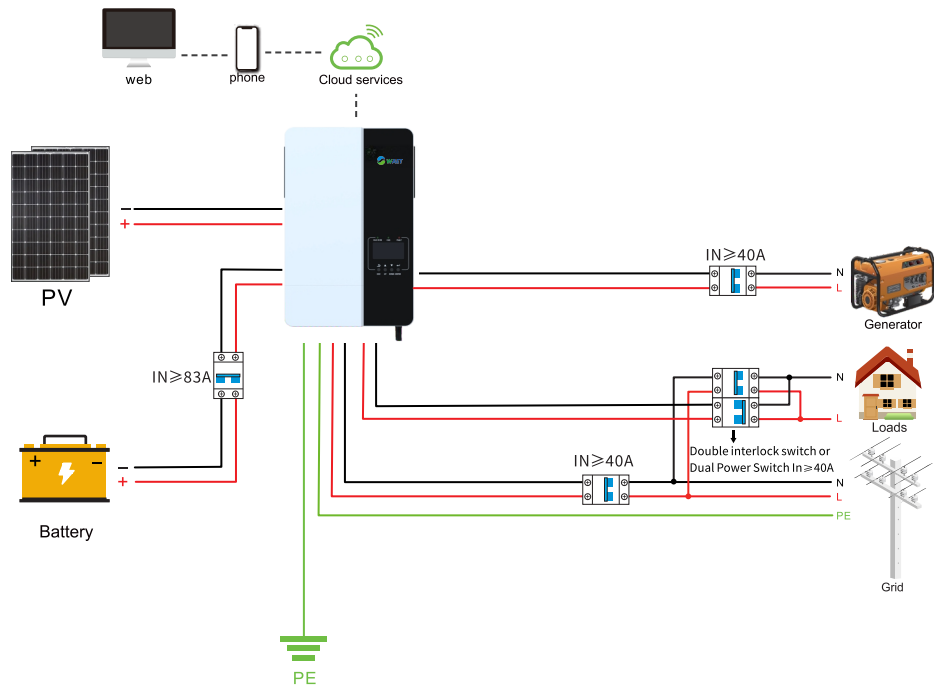 web
phone
Cloud services
PV
−
+
IN≥40A
N
L
Generator
IN≥83A
N
L
Loads
Double interlock switch or
Dual Power Switch In≥40A
IN≥40A
+
−
−
+
Battery
N
L
PE
Grid
PE